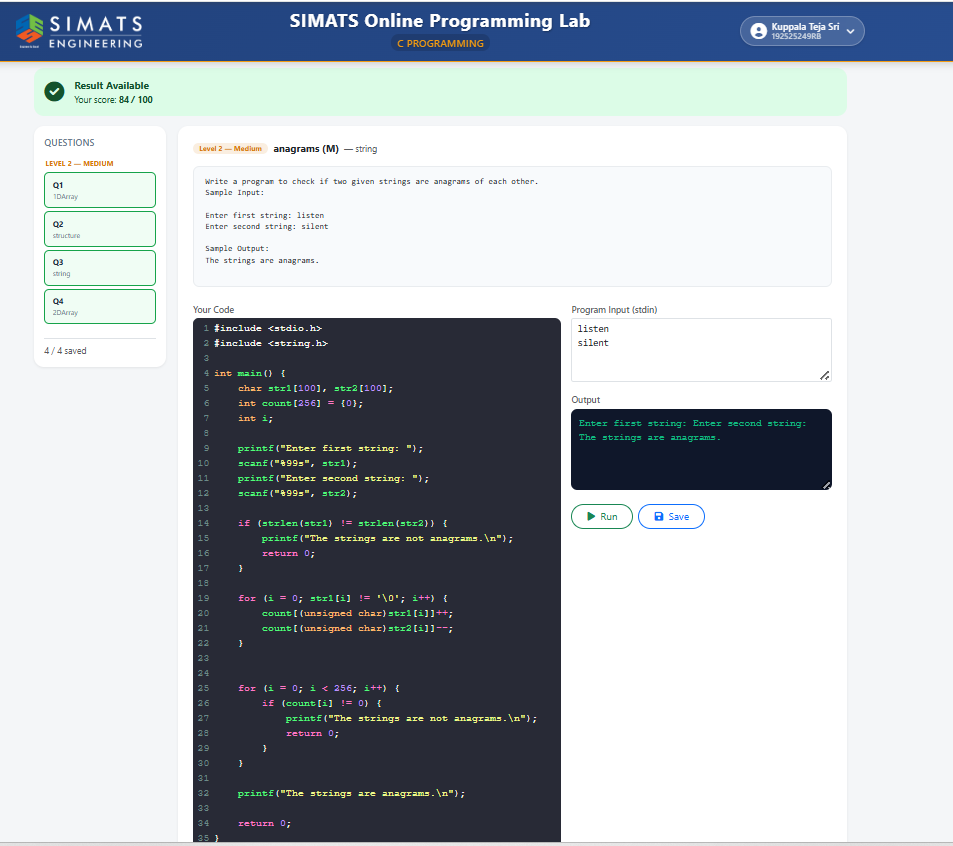 SIMATS
ENGINEERING
SIMATS Online Programming Lab
C PROGRAMMING
Kuppala Teja Sri
192525249RB
Result Available
Your score: 84 / 100
QUESTIONS
LEVEL 2 — MEDIUM
Q1
1DArray
Q2
structure
Q3
string
Q4
2DArray
4 / 4 saved
Level 2 — Medium anagrams (M) — string
Write a program to check if two given strings are anagrams of each other.
Sample Input:
Enter first string: listen
Enter second string: silent
Sample Output:
The strings are anagrams.
Your Code
1 #include <stdio.h>
2 #include <string.h>
3
4 int main() {
5 char str1[100], str2[100];
6 int count[256] = {0};
7 int i;
8
9 printf("Enter first string: ");
10 scanf("%99s", str1);
11 printf("Enter second string: ");
12 scanf("%99s", str2);
13
14 if (strlen(str1) != strlen(str2)) {
15 printf("The strings are not anagrams.\n");
16 return 0;
17 }
18
19 for (i = 0; str1[i] != '\0'; i++) {
20 count[(unsigned char)str1[i]]++;
21 count[(unsigned char)str2[i]]--;
22 }
23
24
25 for (i = 0; i < 256; i++) {
26 if (count[i] != 0) {
27 printf("The strings are not anagrams.\n");
28 return 0;
29 }
30 }
31
32 printf("The strings are anagrams.\n");
33
34 return 0;
35 }
Program Input (stdin)
listen
silent
Output
Enter first string: Enter second string:
The strings are anagrams.
Run
Save